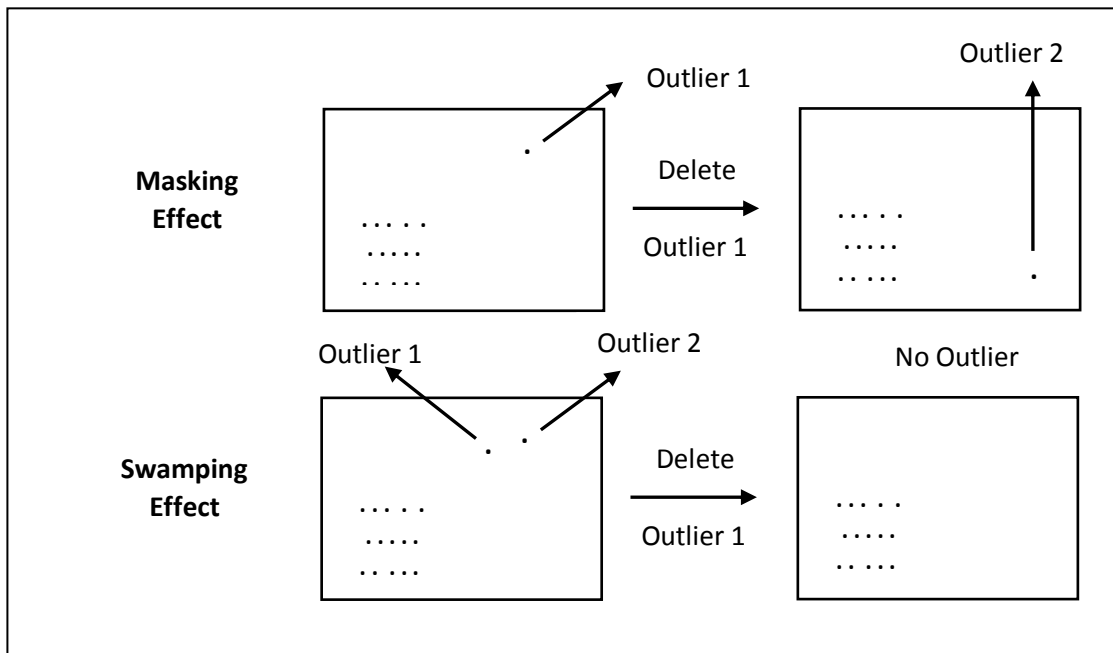 Outlier 1
Outlier 2
Masking
Effect
Delete
Outlier 1
Outlier 1
Outlier 2
No Outlier
Swamping
Effect
Delete
Outlier 1